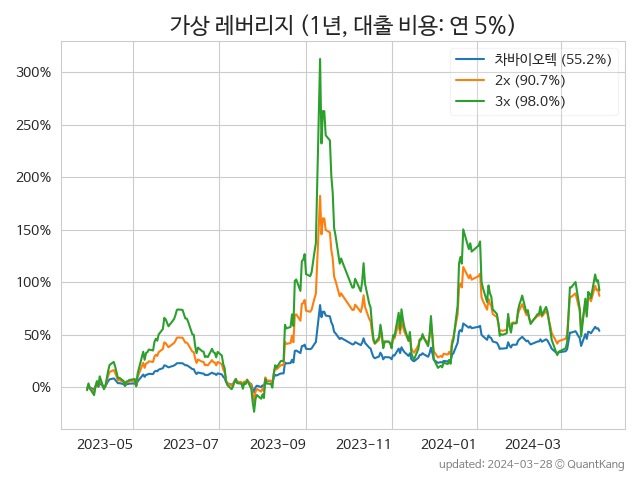 가상 레버리지 (1년, 대출 비용: 연 5%)
차바이오텍 (55.2%)
2x (90.7%)
3x (98.0%)
300%
250%
200%
150%
100%
50%
0%
2023-05 2023-07 2023-09 2023-11 2024-01 2024-03
updated: 2024-03-28 © QuantKang